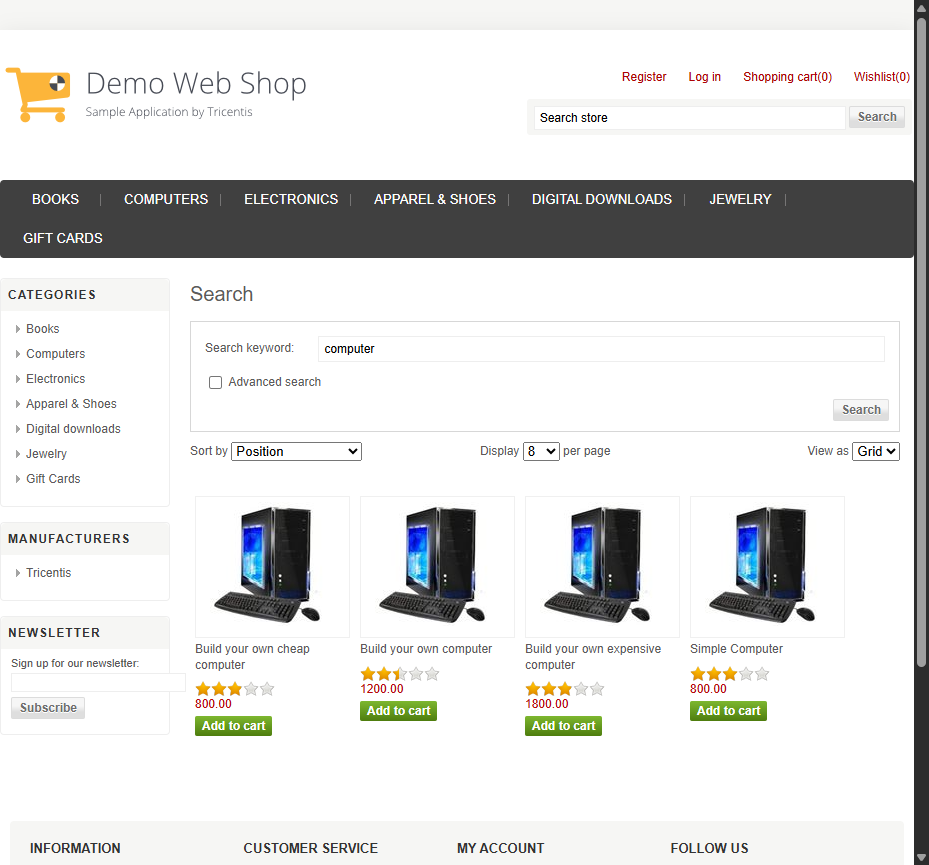 Demo Web Shop
Sample Application by Tricentis
Register Log in Shopping cart(0) Wishlist(0)
Search store Search
BOOKS COMPUTERS ELECTRONICS APPAREL & SHOES DIGITAL DOWNLOADS JEWELRY
GIFT CARDS
CATEGORIES
Books
Computers
Electronics
Apparel & Shoes
Digital downloads
Jewelry
Gift Cards
MANUFACTURERS
Tricentis
NEWSLETTER
Sign up for our newsletter:
Subscribe
Search
Search keyword: computer
Advanced search
Search
Sort by Position Display 8 per page View as Grid
Build your own cheap
computer
800.00
Add to cart
Build your own computer
1200.00
Add to cart
Build your own expensive
computer
1800.00
Add to cart
Simple Computer
800.00
Add to cart
INFORMATION CUSTOMER SERVICE MY ACCOUNT FOLLOW US